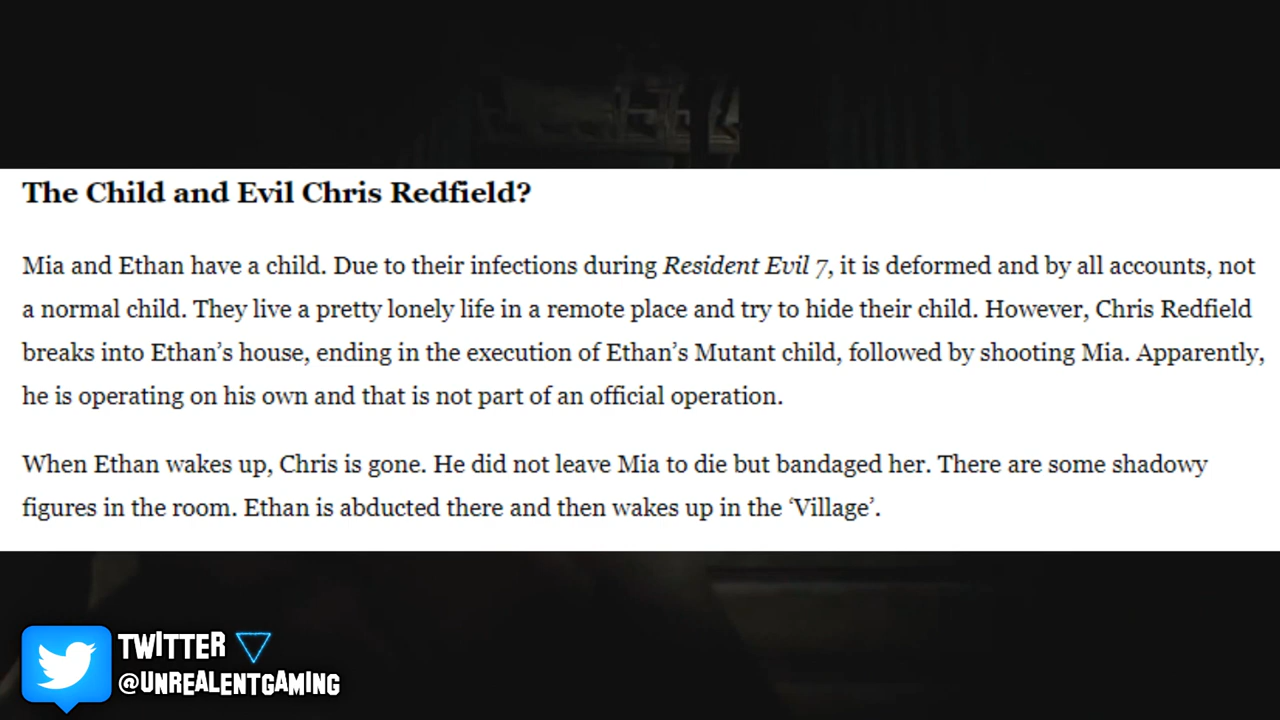 The Child and Evil Chris Redfield?
Mia and Ethan have a child. Due to their infections during Resident Evil 7, it is deformed and by all accounts, not
a normal child. They live a pretty lonely life in a remote place and try to hide their child. However, Chris Redfield
breaks into Ethan’s house, ending in the execution of Ethan’s Mutant child, followed by shooting Mia. Apparently,
he is operating on his own and that is not part of an official operation.
When Ethan wakes up, Chris is gone. He did not leave Mia to die but bandaged her. There are some shadowy
figures in the room. Ethan is abducted there and then wakes up in the ‘Village’.
TWITTER
@UNREALENTGAMING